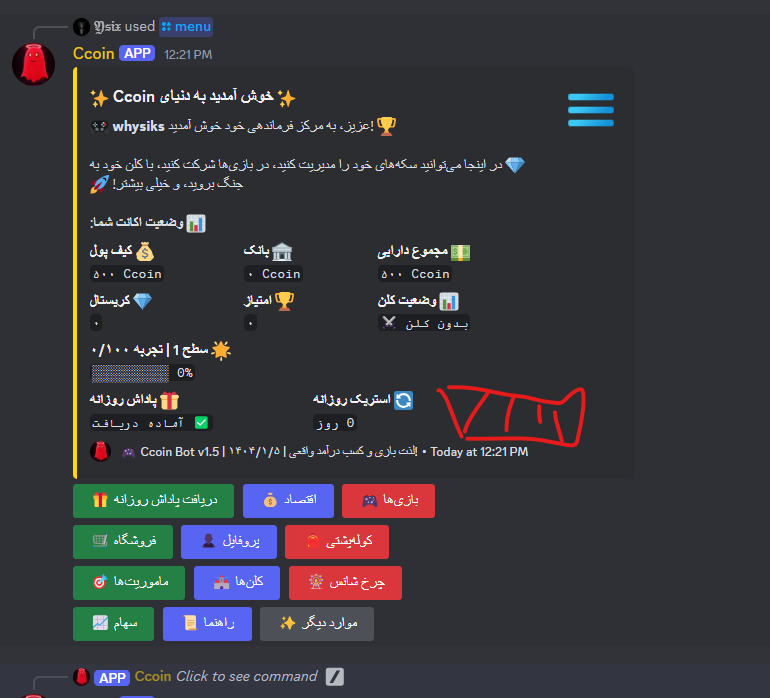 used menu
Ccoin APP 12:21 PM
✨ خوش آمدید به دنیای Ccoin ✨
🎮 whysiks عزیز، به مرکز فرماندهی خود خوش آمدید! 🏆
💎 در اینجا می‌توانید سکه‌های خود را مدیریت کنید، در بازی‌ها شرکت کنید، با کلن خود به
جنگ بروید، و خیلی بیشتر! 🚀
📊 وضعیت اکانت شما:
💰 کیف پول
۵۰۰ Ccoin
🏛️ بانک
۰ Ccoin
💵 مجموع دارایی
۵۰۰ Ccoin
💎 کریستال
۰
🏆 امتیاز
۰
📊 وضعیت کلن
بدون کلن ⚔️
🌟 سطح 1 | تجربه ۰/۱۰۰
▒▒▒▒▒▒▒▒▒▒ 0%
🎁 پاداش روزانه
✅ آماده دریافت
🔄 استریک روزانه
0 روز
🎮 Ccoin Bot v1.5 | ۱۴۰۴/۱/۵ | لذت بازی و کسب درآمد واقعی! • Today at 12:21 PM
🎁 دریافت پاداش روزانه
💰 اقتصاد
🎮 بازی‌ها
🛒 فروشگاه
👤 پروفایل
🎒 کوله‌پشتی
🎯 ماموریت‌ها
🏰 کلن‌ها
🎡 چرخ شانس
📈 سهام
📜 راهنما
✨ موارد دیگر
APP Ccoin Click to see command /